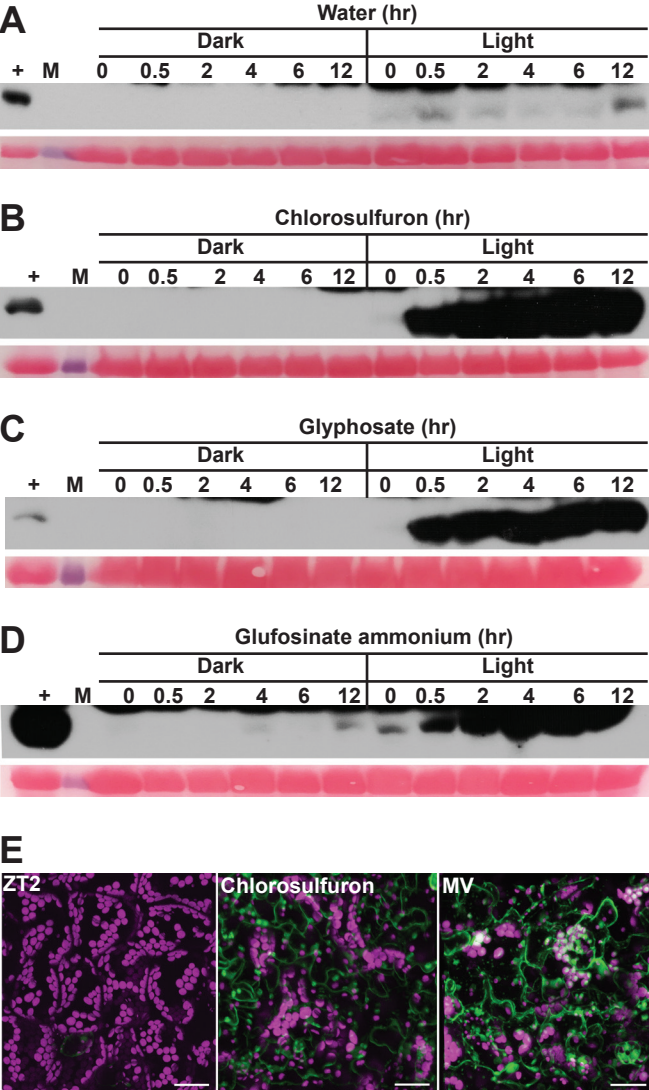 A
Water (hr)
Dark Light
+ M 0 0.5 2 4 6 12 0 0.5 2 4 6 12
B
Chlorosulfuron (hr)
Dark Light
+ M 0 0.5 2 4 6 12 0 0.5 2 4 6 12
C
Glyphosate (hr)
Dark Light
+ M 0 0.5 2 4 6 12 0 0.5 2 4 6 12
D
Glufosinate ammonium (hr)
Dark Light
+ M 0 0.5 2 4 6 12 0 0.5 2 4 6 12
E
ZT2 Chlorosulfuron MV